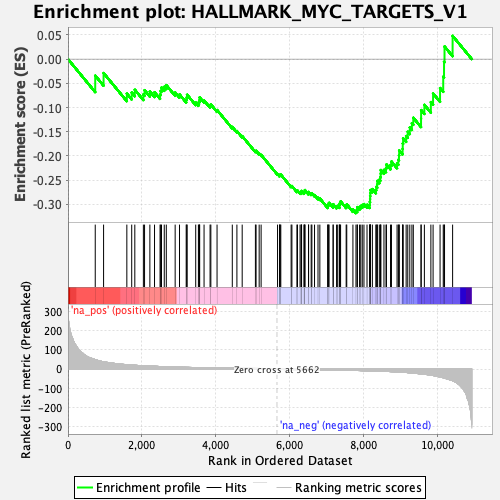 Enrichment plot: HALLMARK_MYC_TARGETS_V1
Enrichment score (ES)
0.05
0.00
-0.05
-0.10
-0.15
-0.20
-0.25
-0.30
Ranked list metric (PreRanked)
'na_pos' (positively correlated)
300
200
100
0
-100
-200
-300
Zero cross at 5662
'na_neg' (negatively correlated)
0
2,000
4,000
6,000
8,000
10,000
Rank in Ordered Dataset
Enrichment profile
Hits
Ranking metric scores